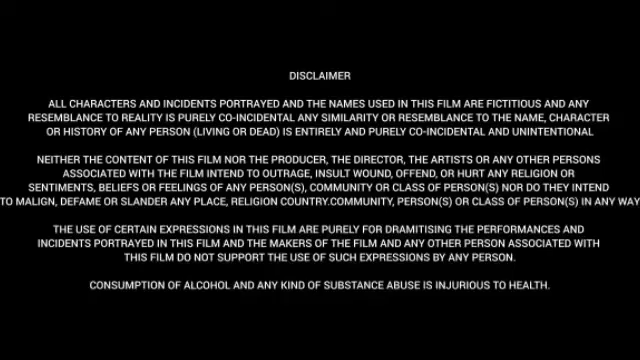 DISCLAIMER
ALL CHARACTERS AND INCIDENTS PORTRAYED AND THE NAMES USED IN THIS FILM ARE FICTITIOUS AND ANY
RESEMBLANCE TO REALITY IS PURELY CO-INCIDENTAL ANY SIMILARITY OR RESEMBLANCE TO THE NAME, CHARACTER
OR HISTORY OF ANY PERSON (LIVING OR DEAD) IS ENTIRELY AND PURELY CO-INCIDENTAL AND UNINTENTIONAL
NEITHER THE CONTENT OF THIS FILM NOR THE PRODUCER, THE DIRECTOR, THE ARTISTS OR ANY OTHER PERSONS
ASSOCIATED WITH THE FILM INTEND TO OUTRAGE, INSULT WOUND, OFFEND, OR HURT ANY RELIGION OR
SENTIMENTS, BELIEFS OR FEELINGS OF ANY PERSON(S), COMMUNITY OR CLASS OF PERSON(S) NOR DO THEY INTEND
TO MALIGN, DEFAME OR SLANDER ANY PLACE, RELIGION COUNTRY.COMMUNITY, PERSON(S) OR CLASS OF PERSON(S) IN ANY WAY
THE USE OF CERTAIN EXPRESSIONS IN THIS FILM ARE PURELY FOR DRAMITISING THE PERFORMANCES AND
INCIDENTS PORTRAYED IN THIS FILM AND THE MAKERS OF THE FILM AND ANY OTHER PERSON ASSOCIATED WITH
THIS FILM DO NOT SUPPORT THE USE OF SUCH EXPRESSIONS BY ANY PERSON.
CONSUMPTION OF ALCOHOL AND ANY KIND OF SUBSTANCE ABUSE IS INJURIOUS TO HEALTH.